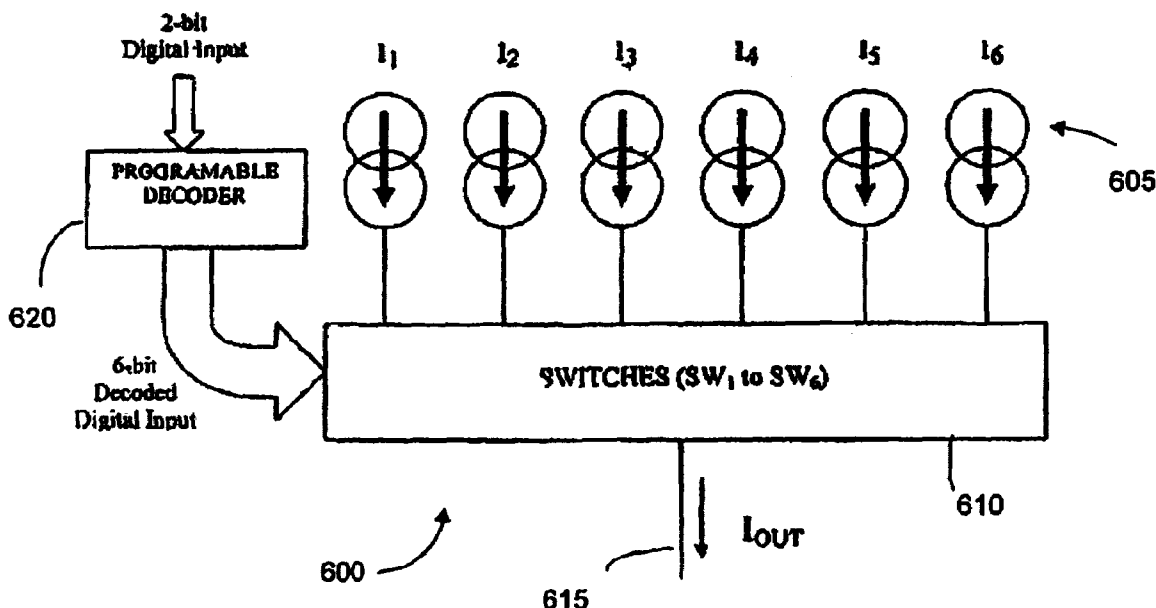 2-bit
Digital Input
I1 I2 I3 I4 I5 I6
PROGRAMABLE
DECODER
605
620
6-bit
Decoded
Digital Input
SWITCHES (SW1 to SW6)
610
IOUT
600
615